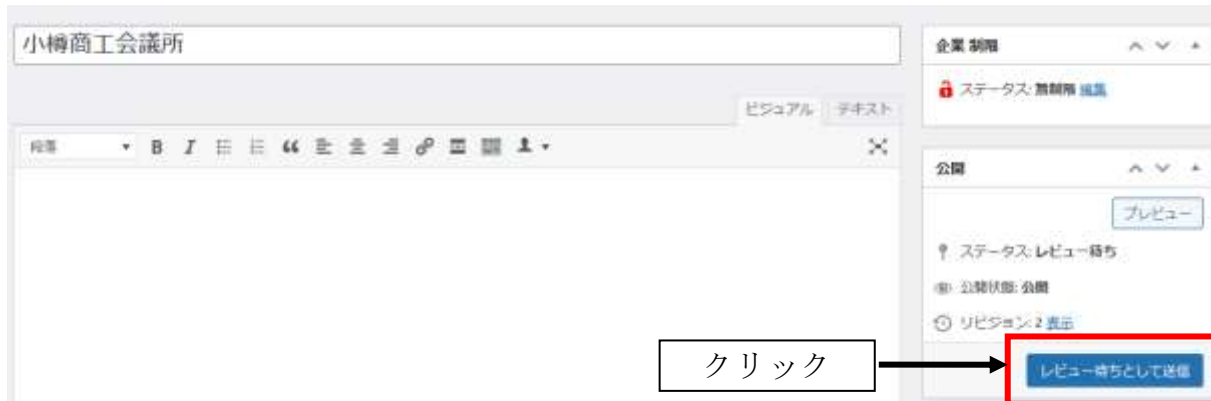 小樽商工会議所
企業 制限
ステータス: 無制限 編集
ビジュアル テキスト
段落
公開
プレビュー
ステータス: レビュー待ち
公開状態: 公開
リビジョン: 2 表示
クリック
レビュー待ちとして送信